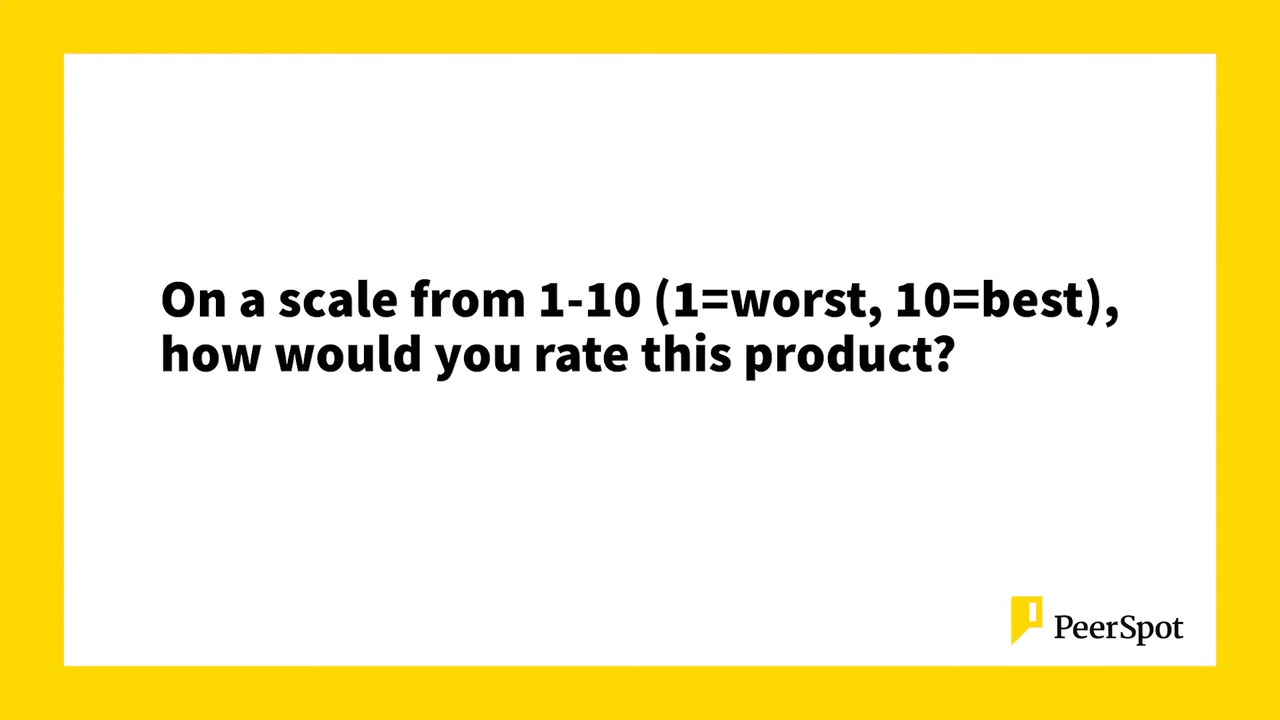 On a scale from 1-10 (1=worst, 10=best),
how would you rate this product?
PeerSpot